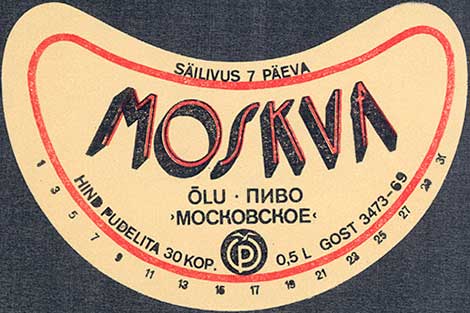 SÄILIVUS 7 PÄEVA
MOSKVA
ÕLU · ПИВО
›МОСКОВСКОЕ‹
HIND PUDELITA 30 KOP. 0,5 L GOST 3473-69
1 3 5 7 9 11 13 15 17 19 21 23 25 27 29 31